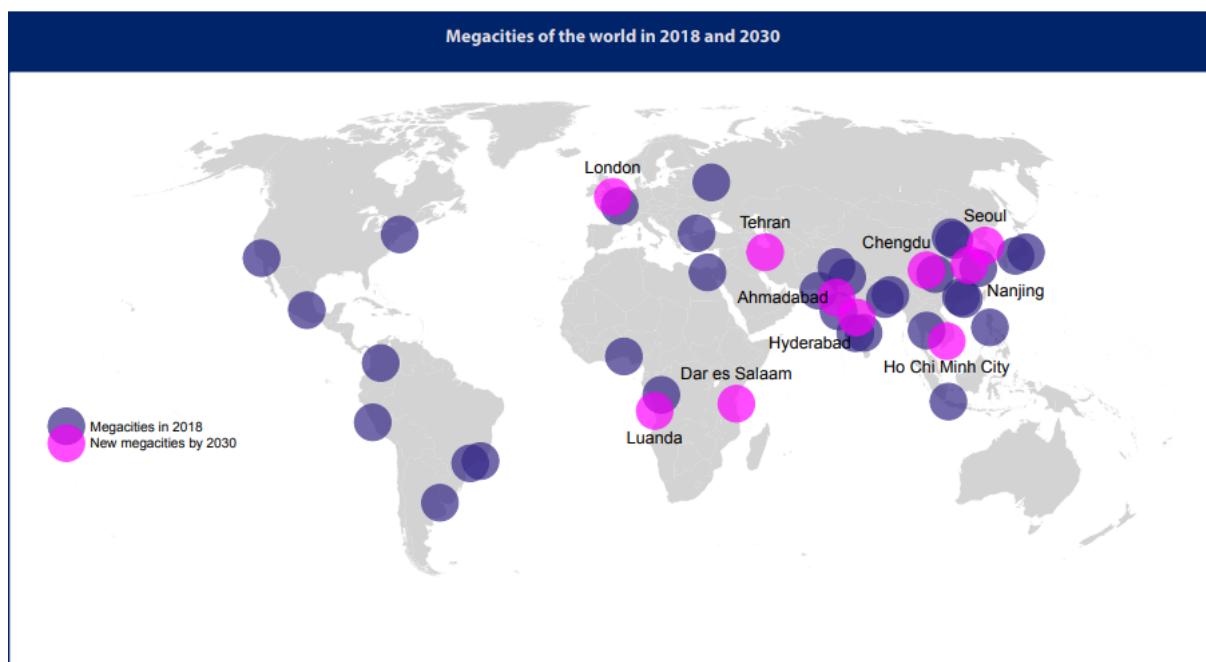 Megacities of the world in 2018 and 2030
London
Tehran
Seoul
Chengdu
Ahmadabad
Nanjing
Hyderabad
Ho Chi Minh City
Dar es Salaam
Luanda
Megacities in 2018
New megacities by 2030